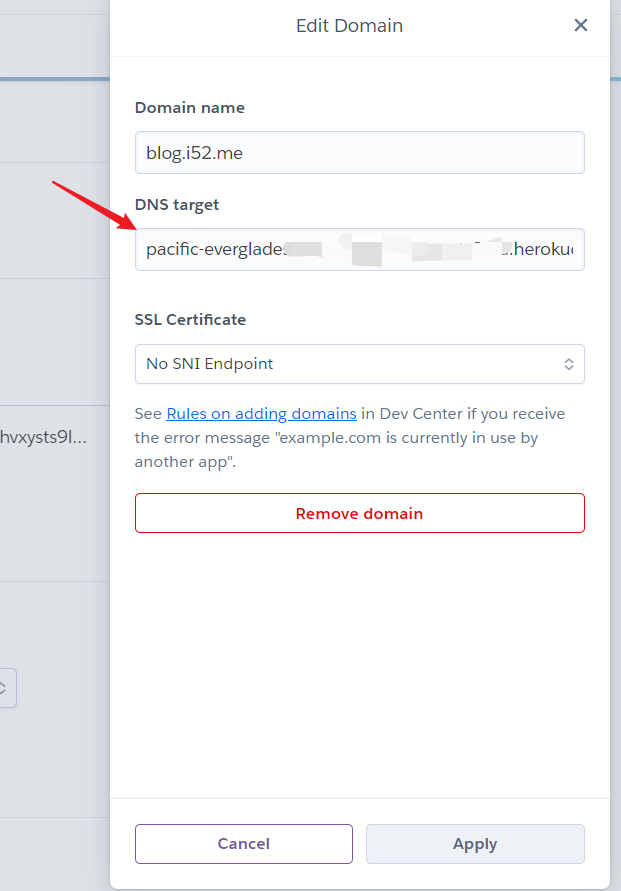 Edit Domain
Domain name
blog.i52.me
DNS target
pacific-everglades .heroku
SSL Certificate
No SNI Endpoint
See Rules on adding domains in Dev Center if you receive
the error message "example.com is currently in use by
another app".
hvxysts9l...
Remove domain
Cancel
Apply